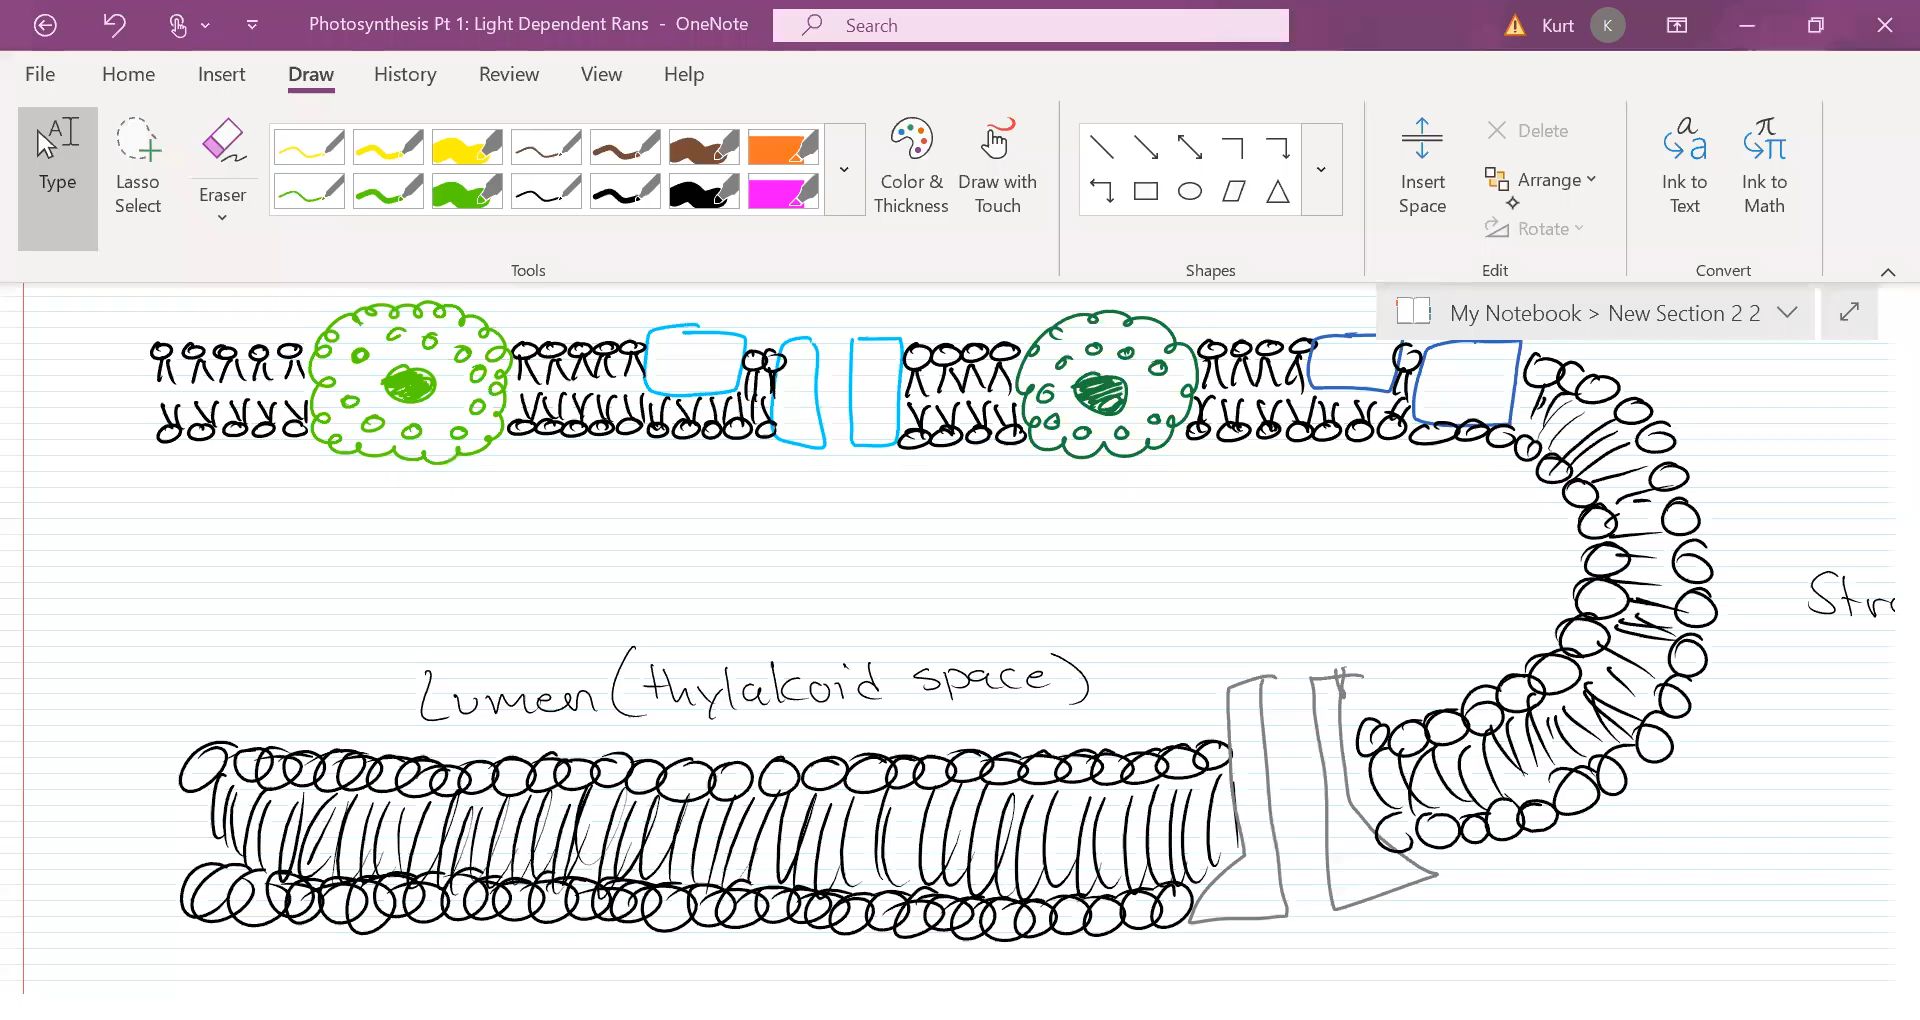 Photosynthesis Pt 1: Light Dependent Rans - OneNote
Search
Kurt
K
File Home Insert Draw History Review View Help
Type
Lasso Select
Eraser
Color & Thickness
Draw with Touch
Insert Space
Delete
Arrange
Rotate
Ink to Text
Ink to Math
Tools
Shapes
Edit
Convert
My Notebook > New Section 2 2
Stro
Lumen (thylakoid space)